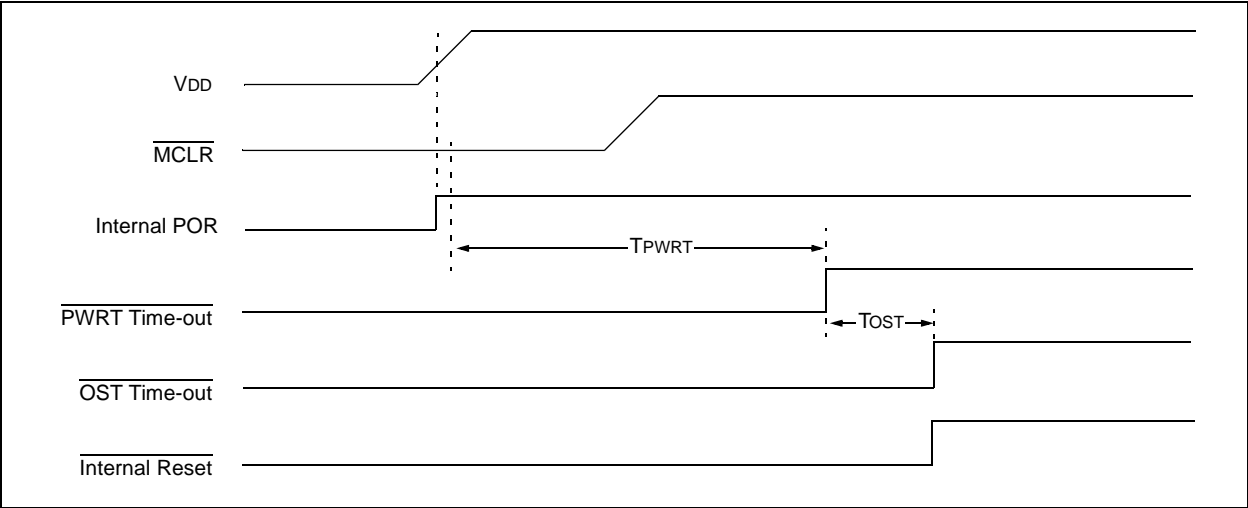 VDD
MCLR
Internal POR
TPWRT
PWRT Time-out
TOST
OST Time-out
Internal Reset